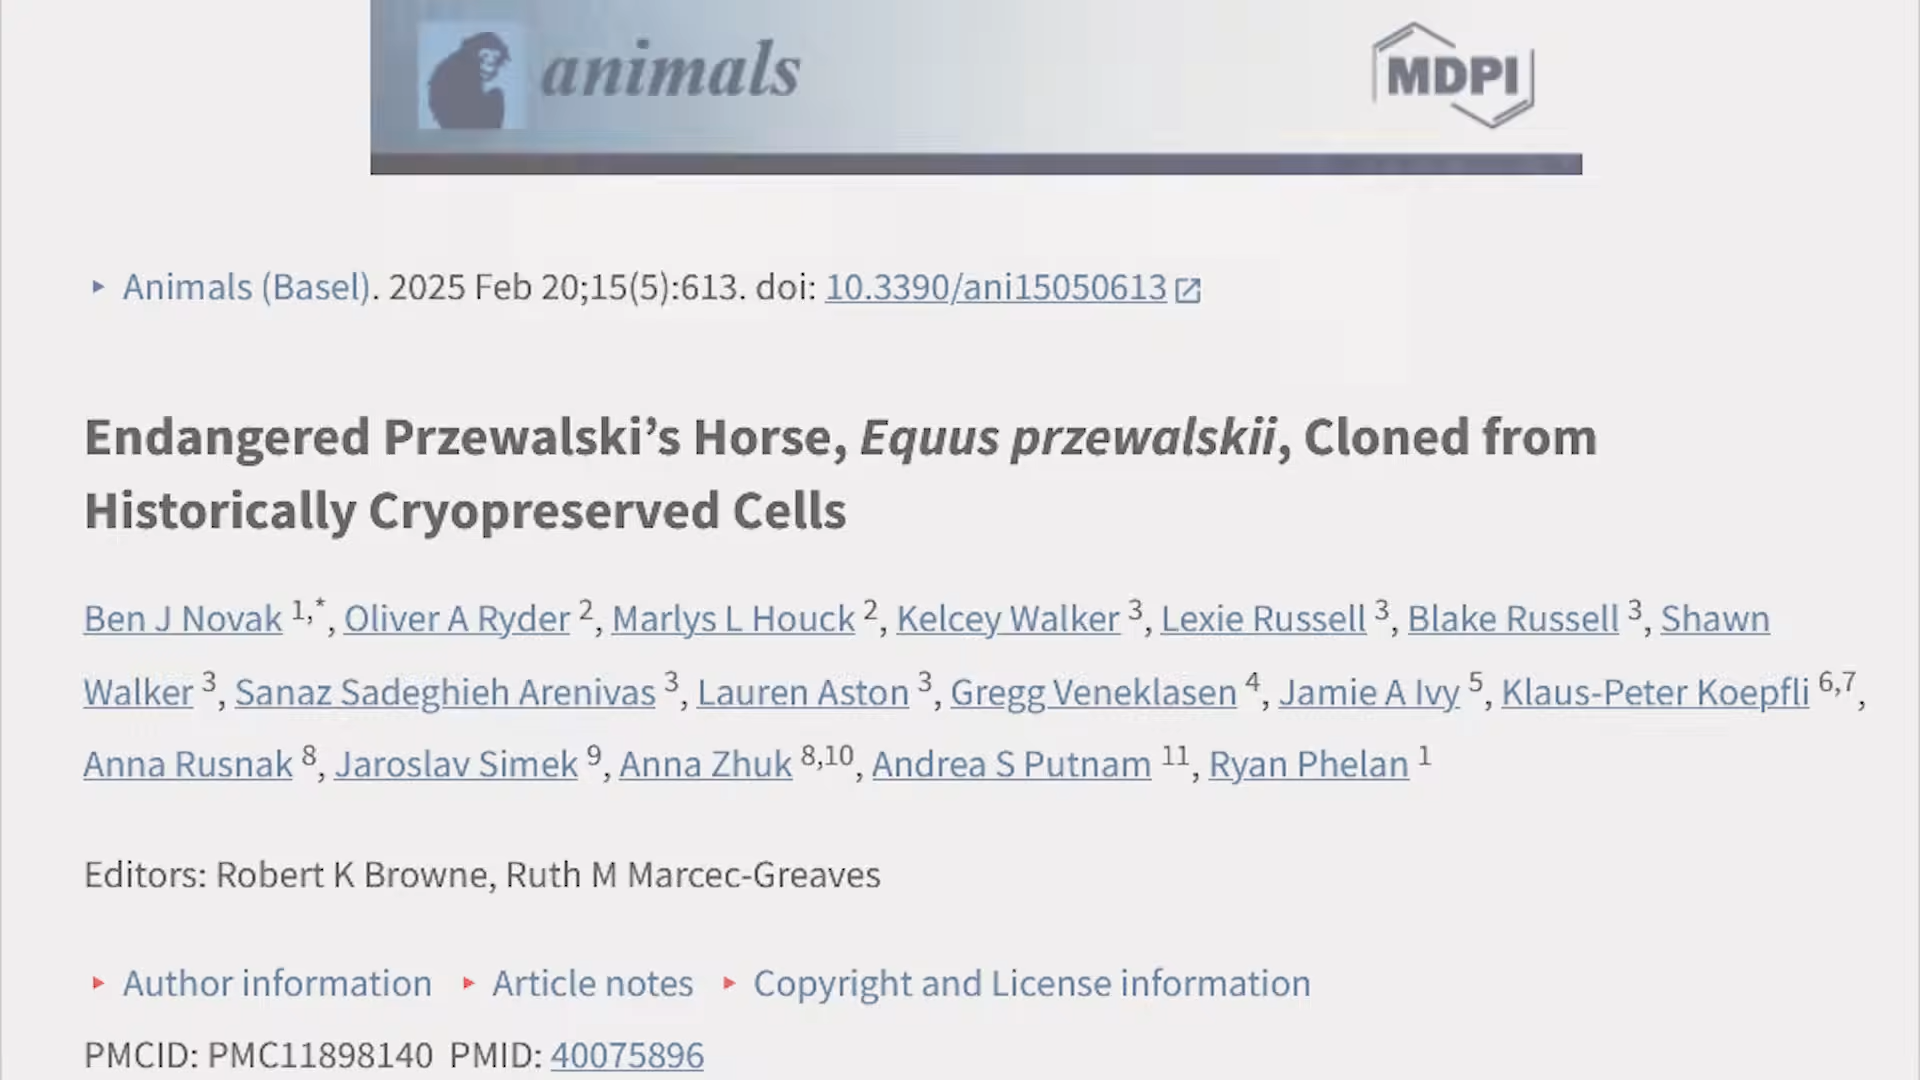 animals
MDPI
Animals (Basel). 2025 Feb 20;15(5):613. doi: 10.3390/ani15050613
Endangered Przewalski’s Horse, Equus przewalskii, Cloned from
Historically Cryopreserved Cells
Ben J Novak 1,*, Oliver A Ryder 2, Marlys L Houck 2, Kelcey Walker 3, Lexie Russell 3, Blake Russell 3, Shawn
Walker 3, Sanaz Sadeghieh Arenivas 3, Lauren Aston 3, Gregg Veneklasen 4, Jamie A Ivy 5, Klaus-Peter Koepfli 6,7,
Anna Rusnak 8, Jaroslav Simek 9, Anna Zhuk 8,10, Andrea S Putnam 11, Ryan Phelan 1
Editors: Robert K Browne, Ruth M Marcec-Greaves
Author information Article notes Copyright and License information
PMCID: PMC11898140 PMID: 40075896